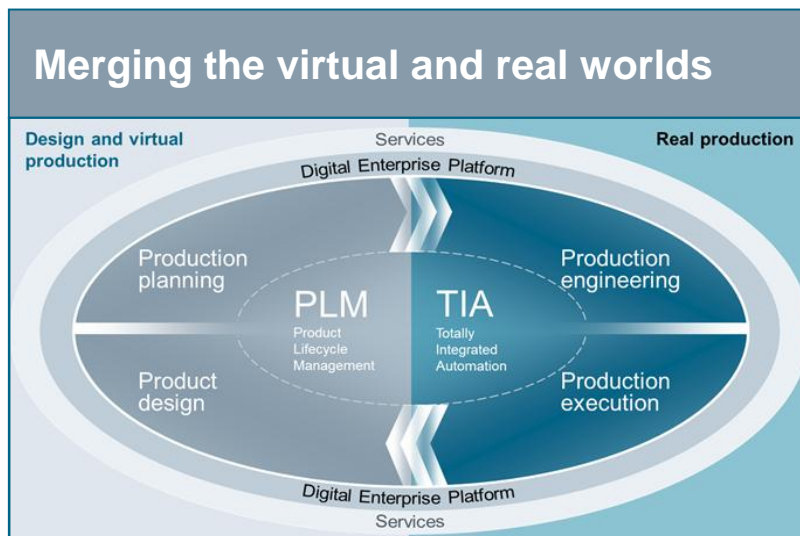 Merging the virtual and real worlds
Design and virtual
production
Services
Real production
Digital Enterprise Platform
Production
planning
Production
engineering
PLM
Product
Lifecycle
Management
TIA
Totally
Integrated
Automation
Product
design
Production
execution
Digital Enterprise Platform
Services